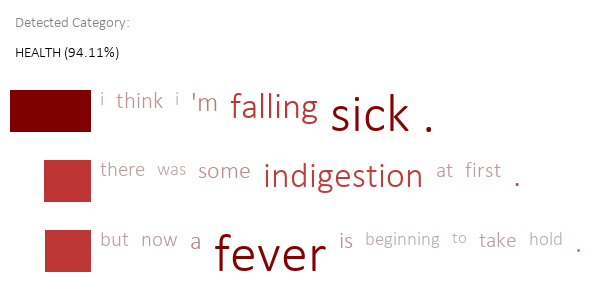 Detected Category:
HEALTH (94.11%)
i think i 'm falling sick .
there was some indigestion at first .
but now a fever is beginning to take hold .